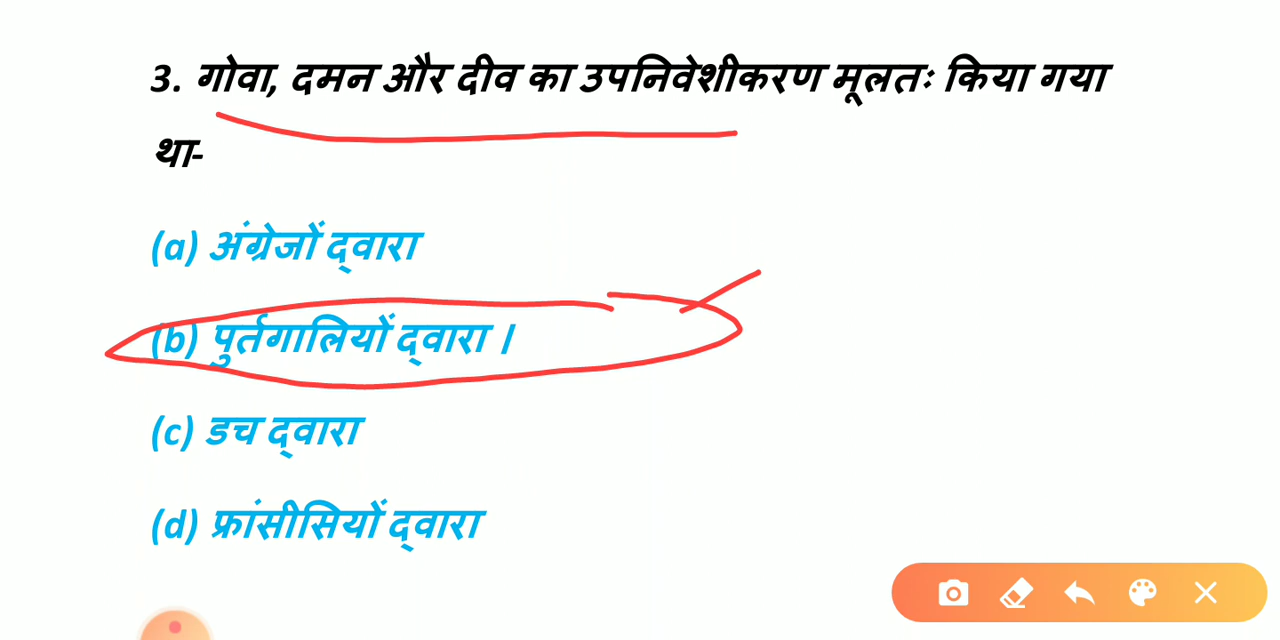 3. गोवा, दमन और दीव का उपनिवेशीकरण मूलतः किया गया
था-
(a) अंग्रेजों द्वारा
(b) पुर्तगालियों द्वारा ।
(c) डच द्वारा
(d) फ्रांसीसियों द्वारा